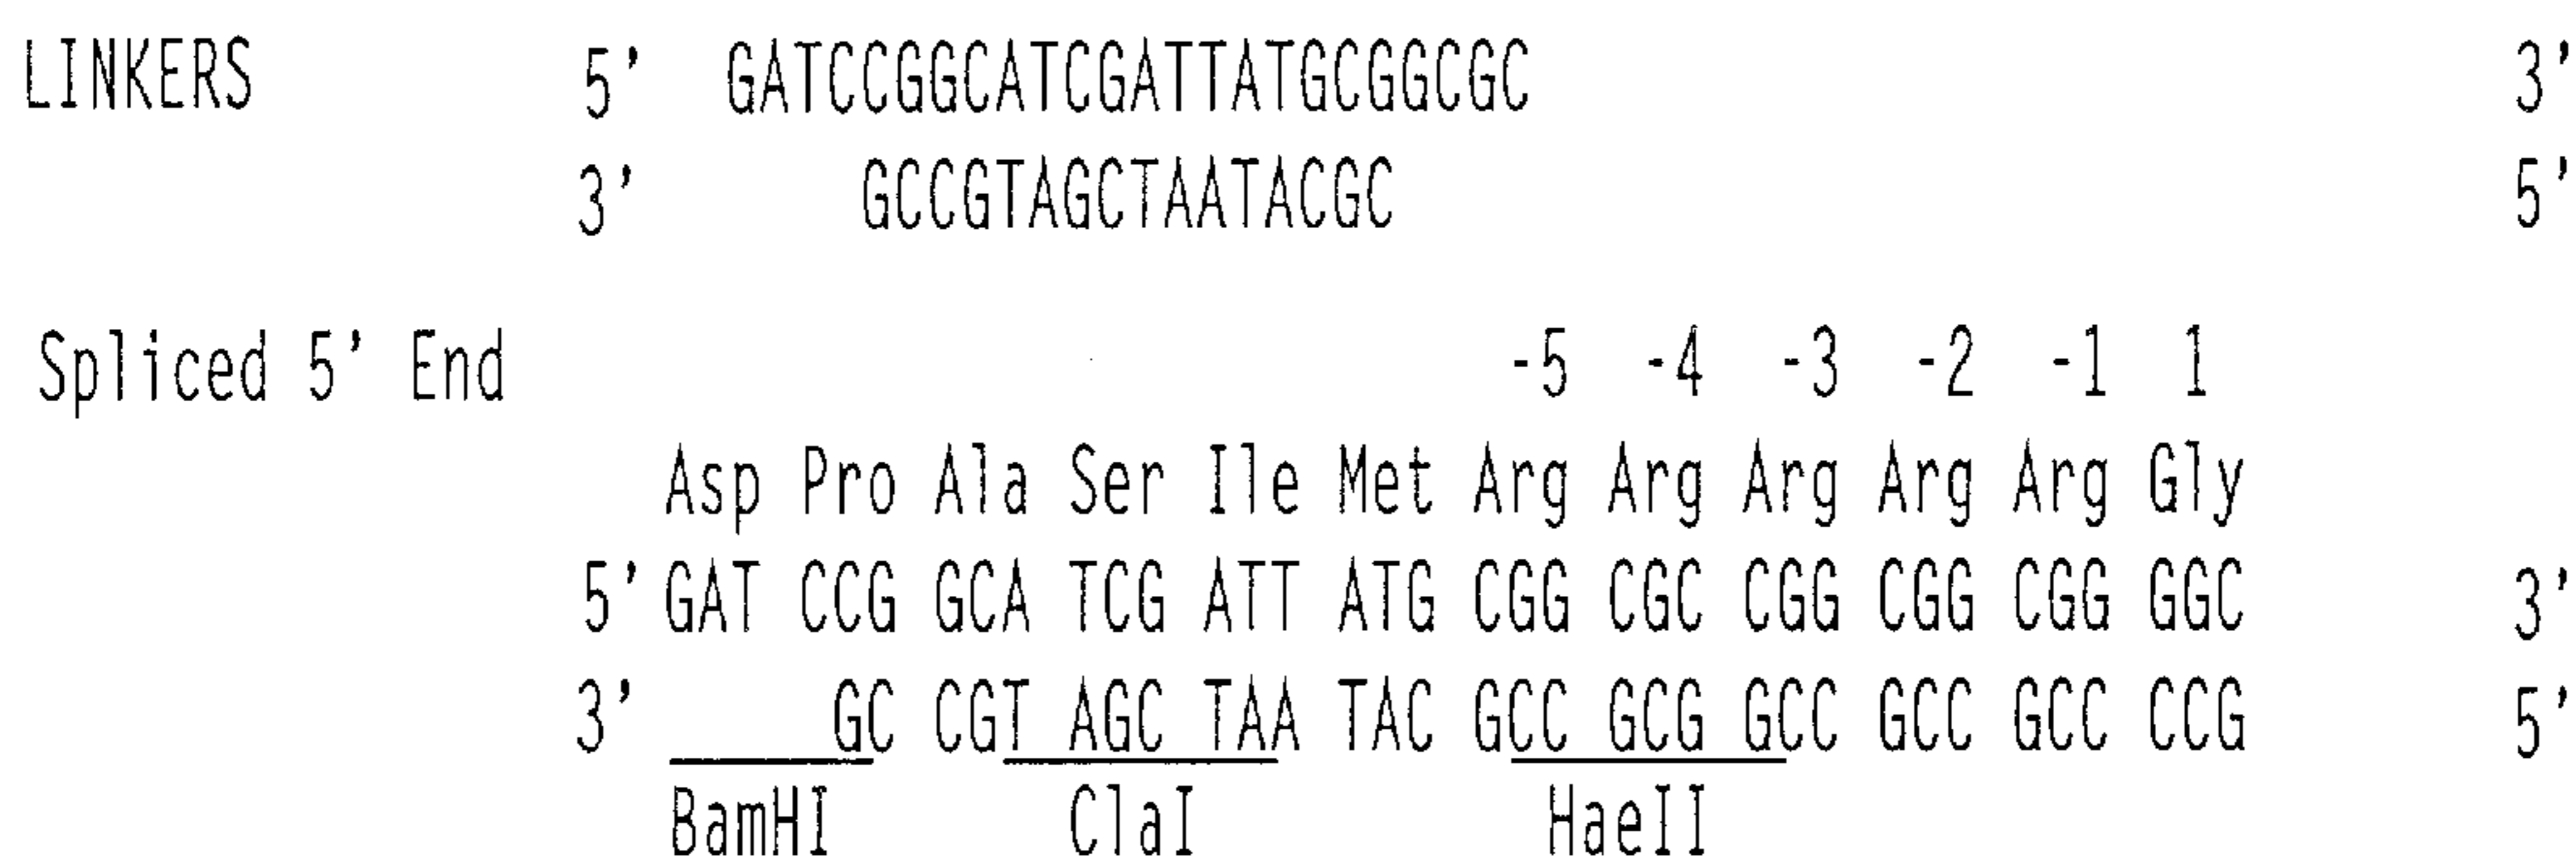 LINKERS 5' GATCCGGCATCGATTATGCGGCGC 3'
3' GCCGTAGCTAATACGC 5'
Spliced 5' End -5 -4 -3 -2 -1 1
Asp Pro Ala Ser Ile Met Arg Arg Arg Arg Arg Gly
5' GAT CCG GCA TCG ATT ATG CGG CGC CGG CGG CGG GGC 3'
3' GC CGT AGC TAA TAC GCC GCG GCC GCC GCC CCG 5'
BamHI ClaI HaeII